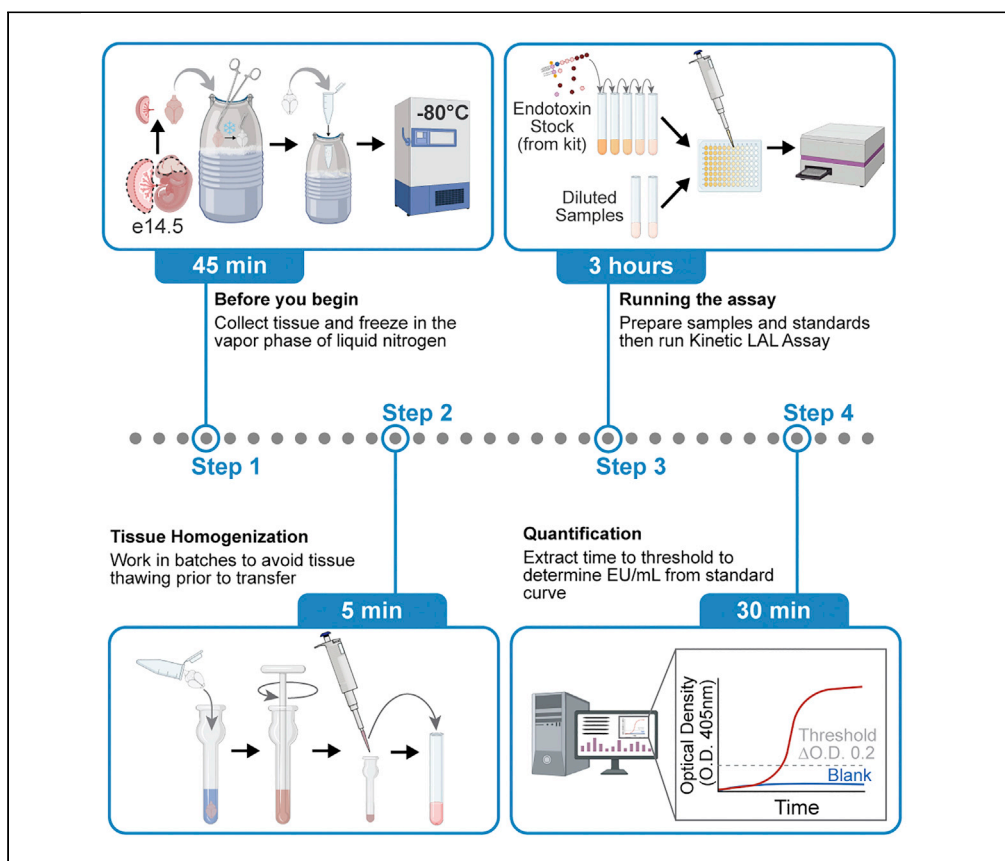 e14.5
-80°C
45 min
Before you begin
Collect tissue and freeze in the
vapor phase of liquid nitrogen
Step 1
Endotoxin
Stock
(from kit)
Diluted
Samples
3 hours
Running the assay
Prepare samples and standards
then run Kinetic LAL Assay
Step 2
Step 3
Step 4
Tissue Homogenization
Work in batches to avoid tissue
thawing prior to transfer
5 min
Quantification
Extract time to threshold to
determine EU/mL from standard
curve
30 min
Optical Density
(O.D. 405nm)
Threshold
ΔO.D. 0.2
Blank
Time